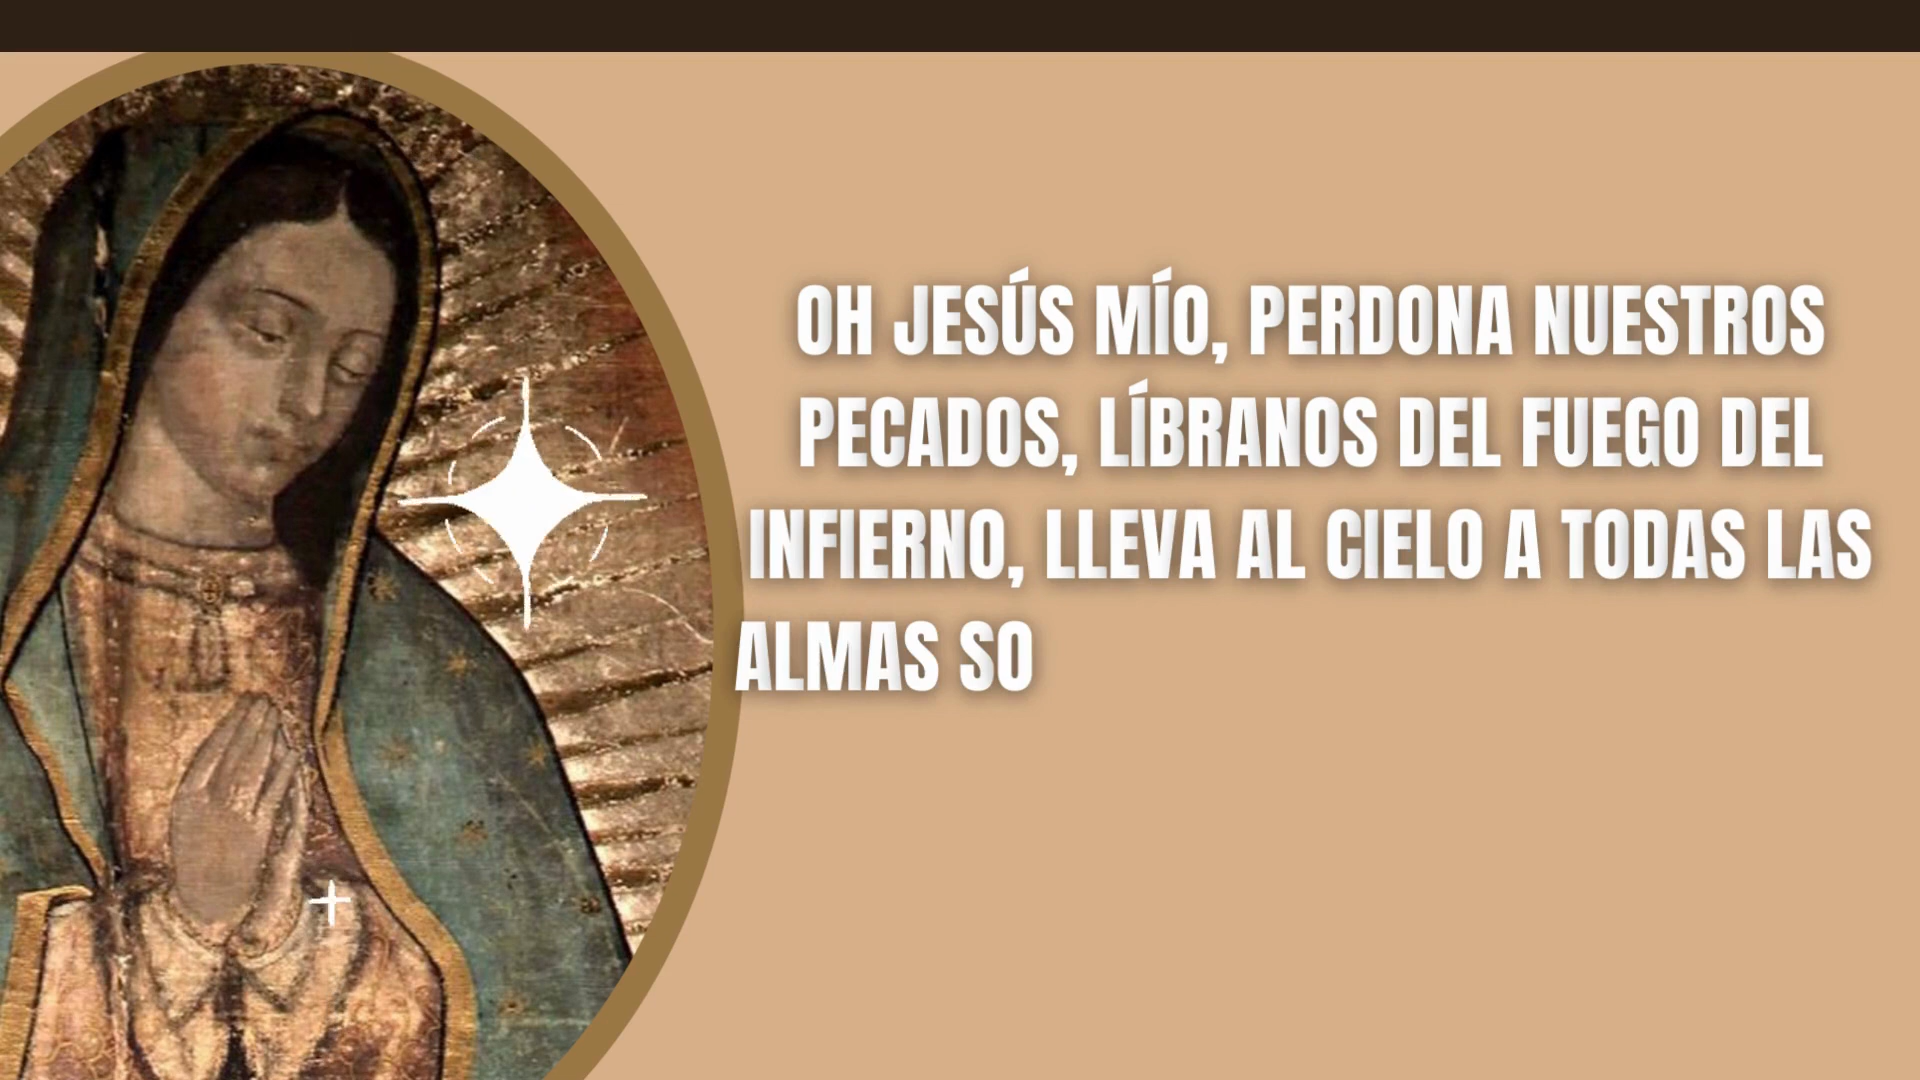 OH JESÚS MÍO, PERDONA NUESTROS
PECADOS, LÍBRANOS DEL FUEGO DEL
INFIERNO, LLEVA AL CIELO A TODAS LAS
ALMAS SO